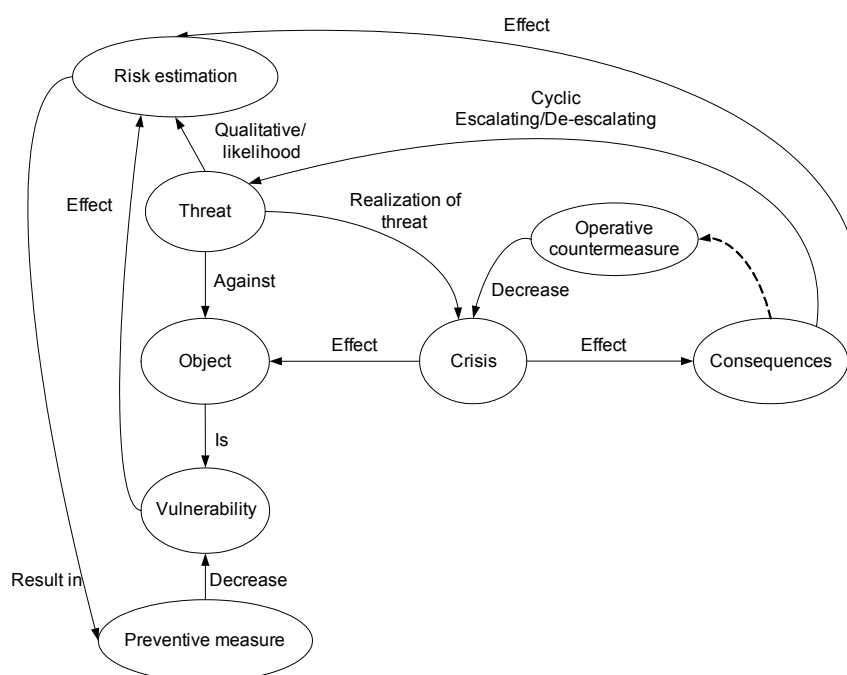 Effect
Risk estimation
Cyclic
Escalating/De-escalating
Qualitative/
likelihood
Effect
Threat
Realization of
threat
Operative
countermeasure
Against
Decrease
Object
Effect
Crisis
Effect
Consequences
Is
Vulnerability
Result in
Decrease
Preventive measure